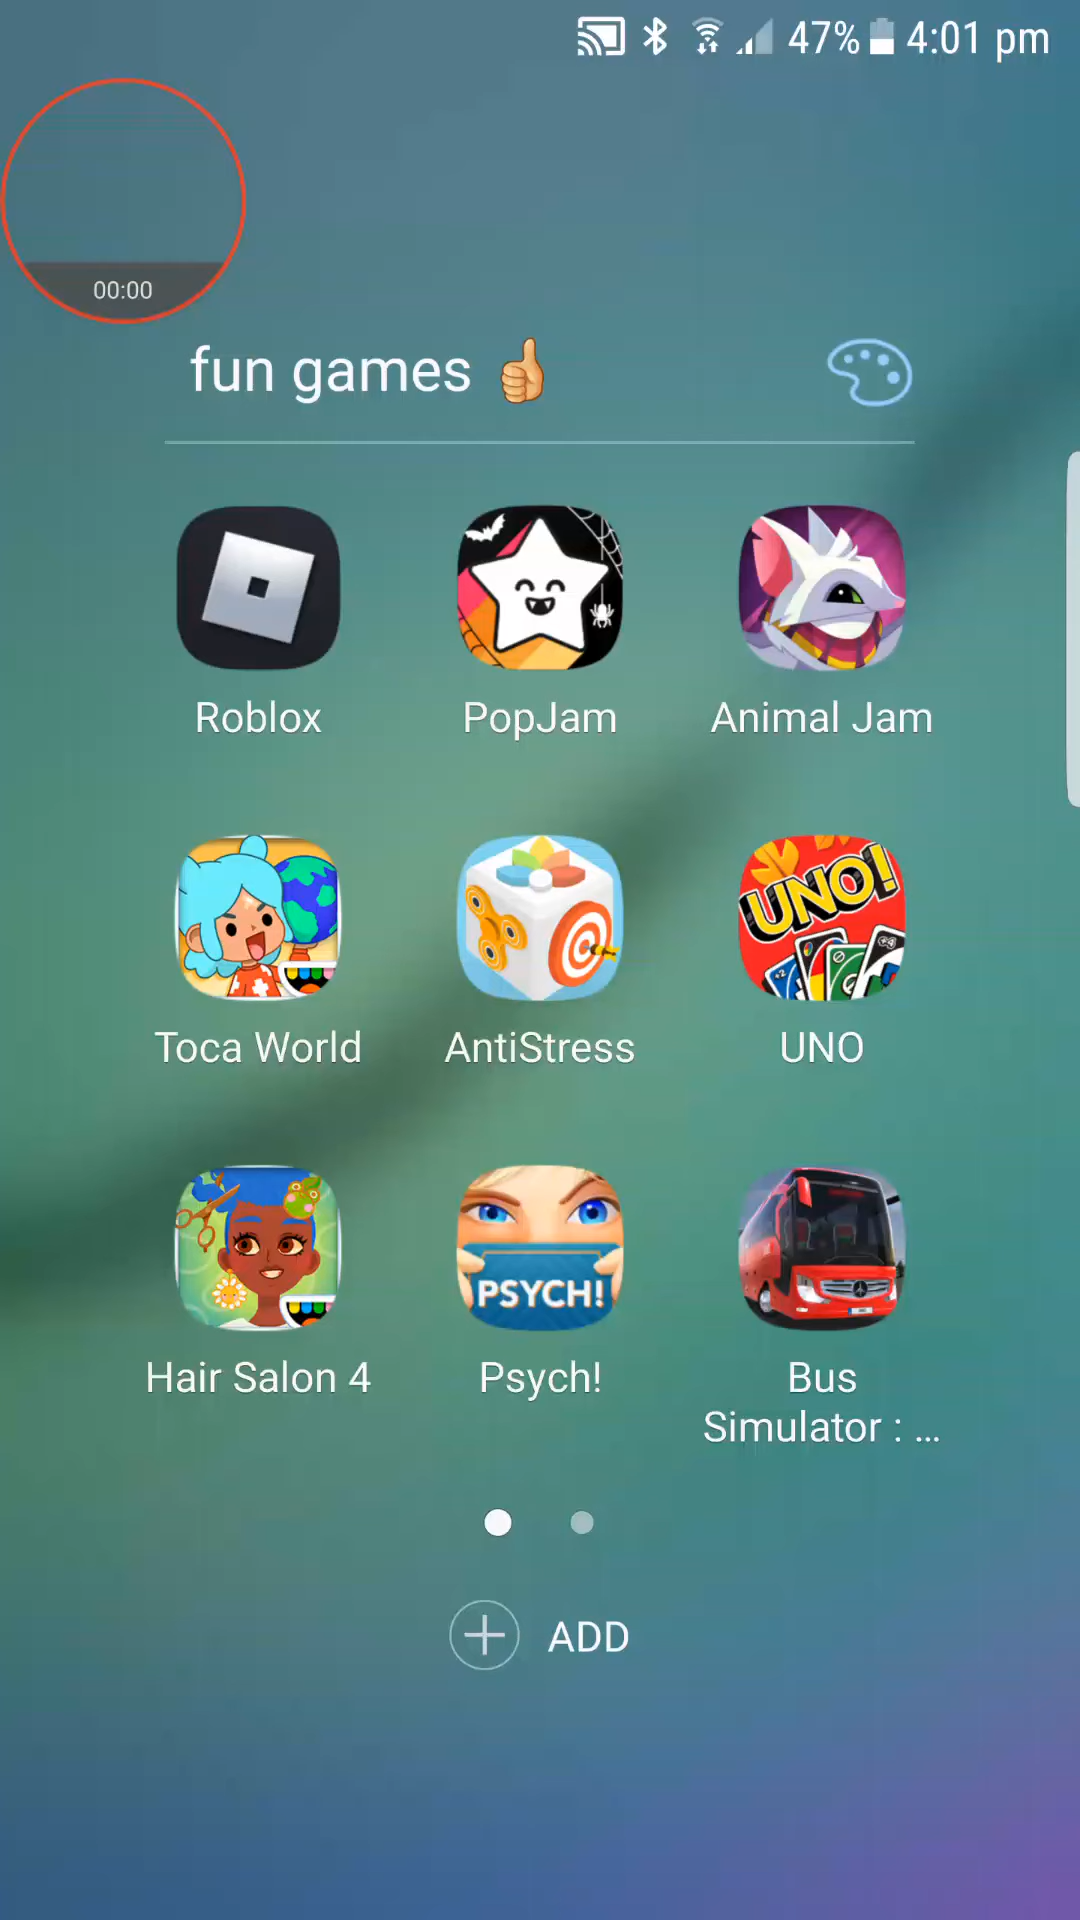 47% 4:01 pm
00:00
fun games 👍
Roblox PopJam Animal Jam
UNO!
Toca World AntiStress UNO
PSYCH!
Hair Salon 4 Psych! Bus
Simulator : ...
ADD